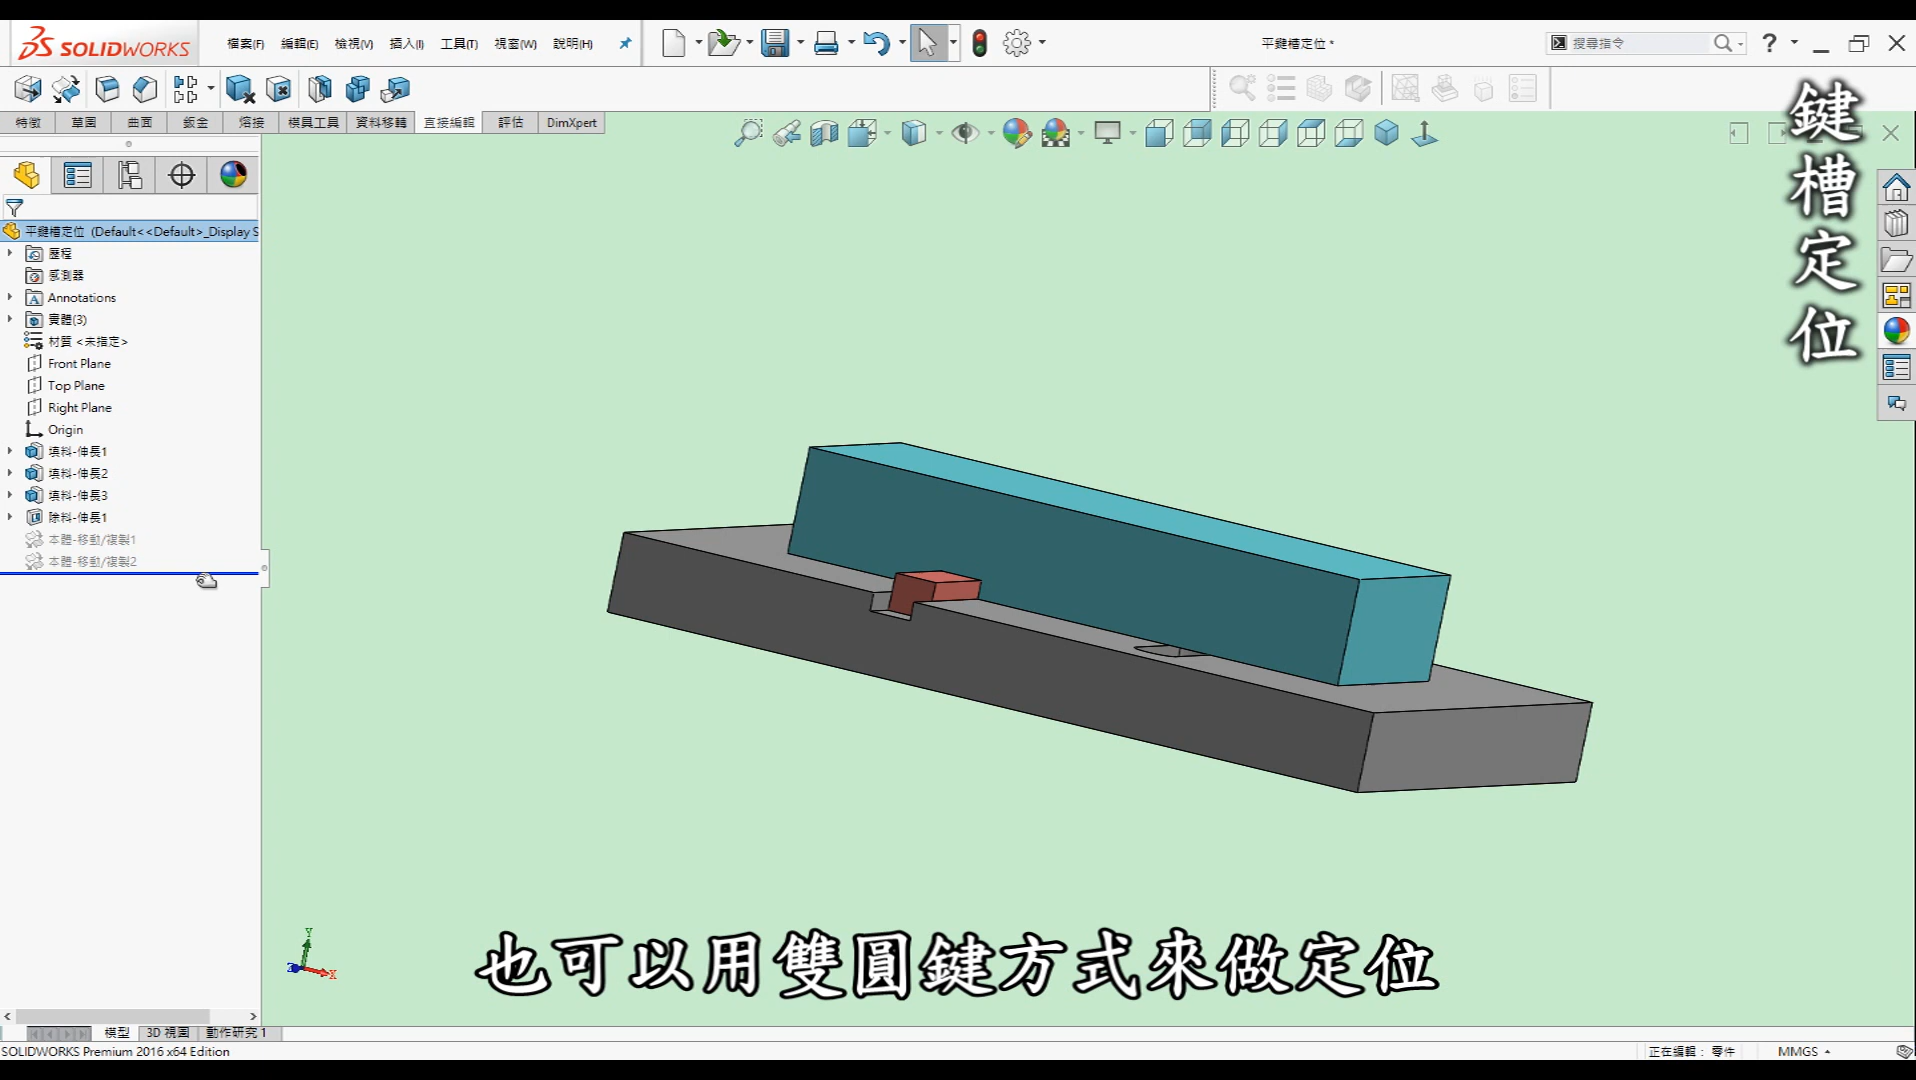 SOLIDWORKS
檔案(F) 編輯(E) 檢視(V) 插入(I) 工具(T) 視窗(W) 說明(H)
平鍵槽定位 *
搜尋指令
特徵 草圖 曲面 鈑金 熔接 模具工具 資料移轉 直接編輯 評估 DimXpert
平鍵槽定位 (Default<<Default>_Display S
歷程
感測器
Annotations
實體(3)
材質 <未指定>
Front Plane
Top Plane
Right Plane
Origin
填料-伸長1
填料-伸長2
填料-伸長3
除料-伸長1
本體-移動/複製1
本體-移動/複製2
鍵槽定位
Y
Z
X
也可以用雙圓鍵方式來做定位
模型 3D 視圖 動作研究 1
SOLIDWORKS Premium 2016 x64 Edition
正在編輯： 零件
MMGS